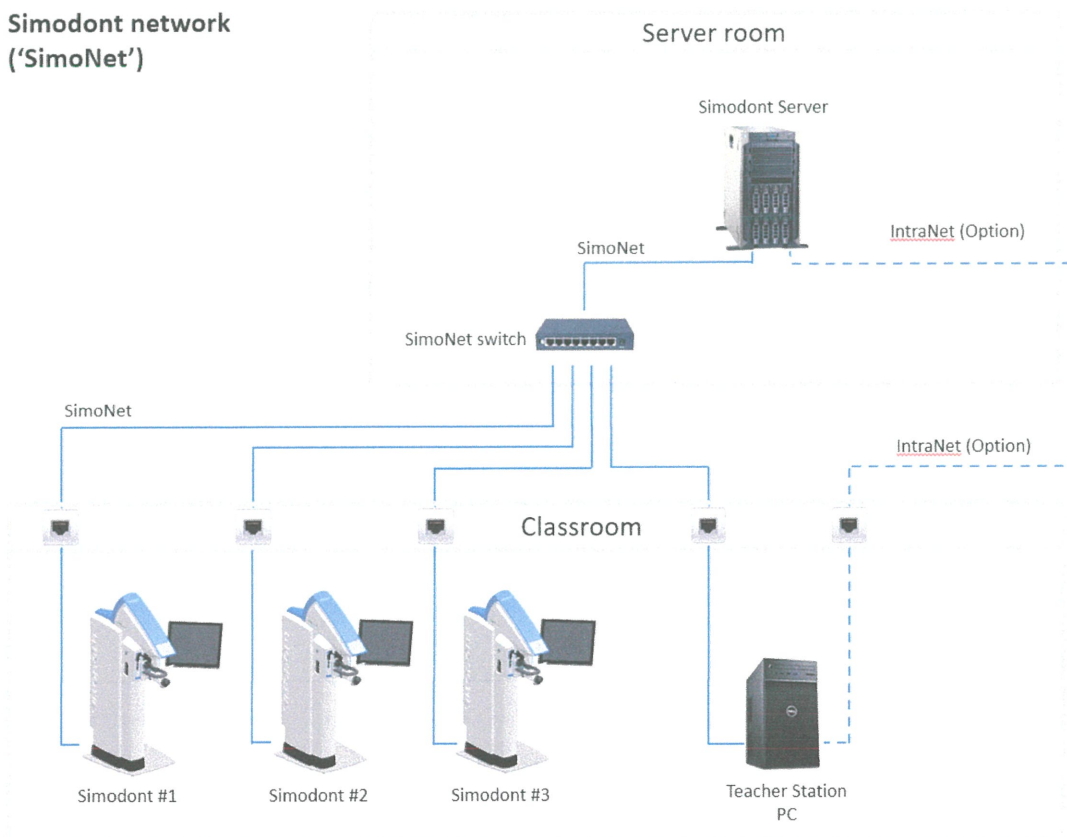 Simodont network
('SimoNet')
Server room
Simodont Server
IntraNet (Option)
SimoNet
SimoNet switch
SimoNet
IntraNet (Option)
Classroom
Simodont #1
Simodont #2
Simodont #3
Teacher Station
PC